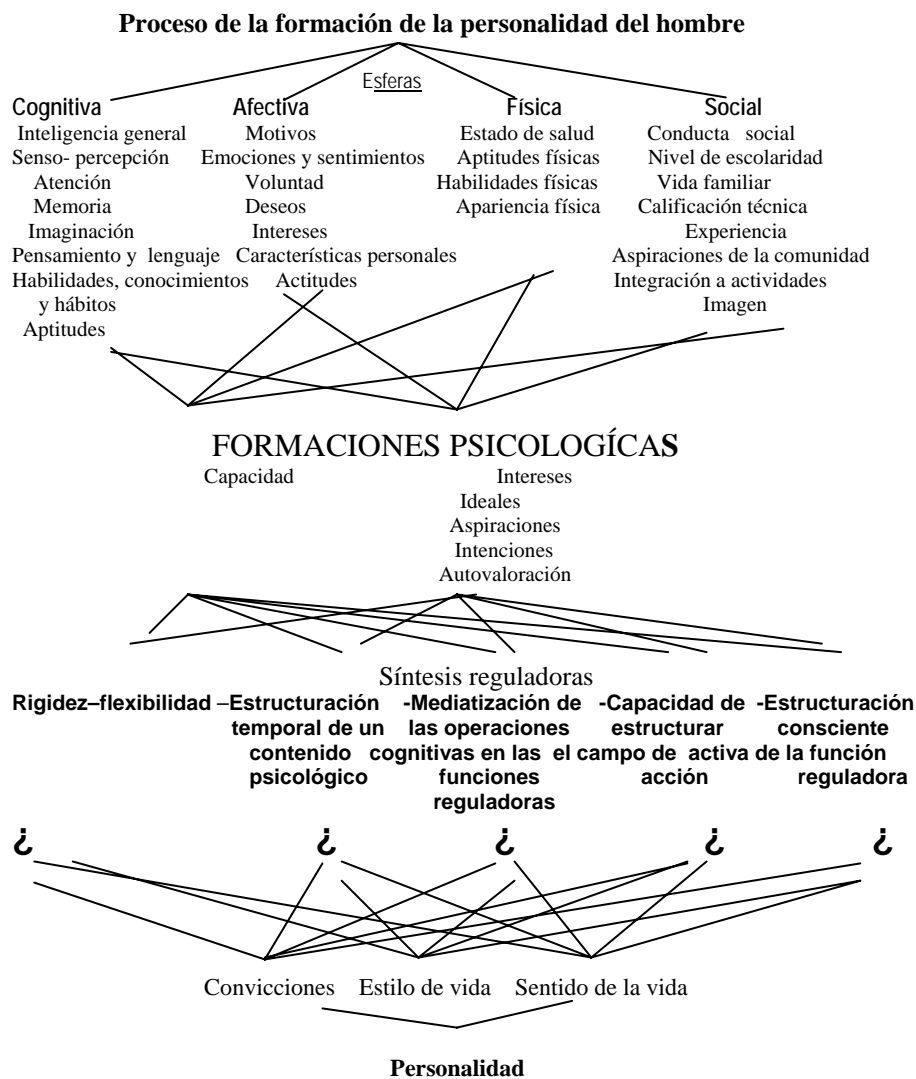 Proceso de la formación de la personalidad del hombre
Esferas
Cognitiva Afectiva Física Social
Inteligencia general Motivos Estado de salud Conducta social
Senso- percepción Emociones y sentimientos Aptitudes físicas Nivel de escolaridad
Atención Voluntad Habilidades físicas Vida familiar
Memoria Deseos Apariencia física Calificación técnica
Imaginación Intereses Experiencia
Pensamiento y lenguaje Características personales Aspiraciones de la comunidad
Habilidades, conocimientos Actitudes Integración a actividades
y hábitos Imagen
Aptitudes
FORMACIONES PSICOLOGÍCAS
Capacidad Intereses
Ideales
Aspiraciones
Intenciones
Autovaloración
Síntesis reguladoras
Rigidez–flexibilidad –Estructuración -Mediatización de -Capacidad de -Estructuración
temporal de un las operaciones estructurar consciente
contenido cognitivas en las el campo de activa de la función
psicológico funciones acción reguladora
reguladoras
¿ ¿ ¿ ¿ ¿
Convicciones Estilo de vida Sentido de la vida
Personalidad